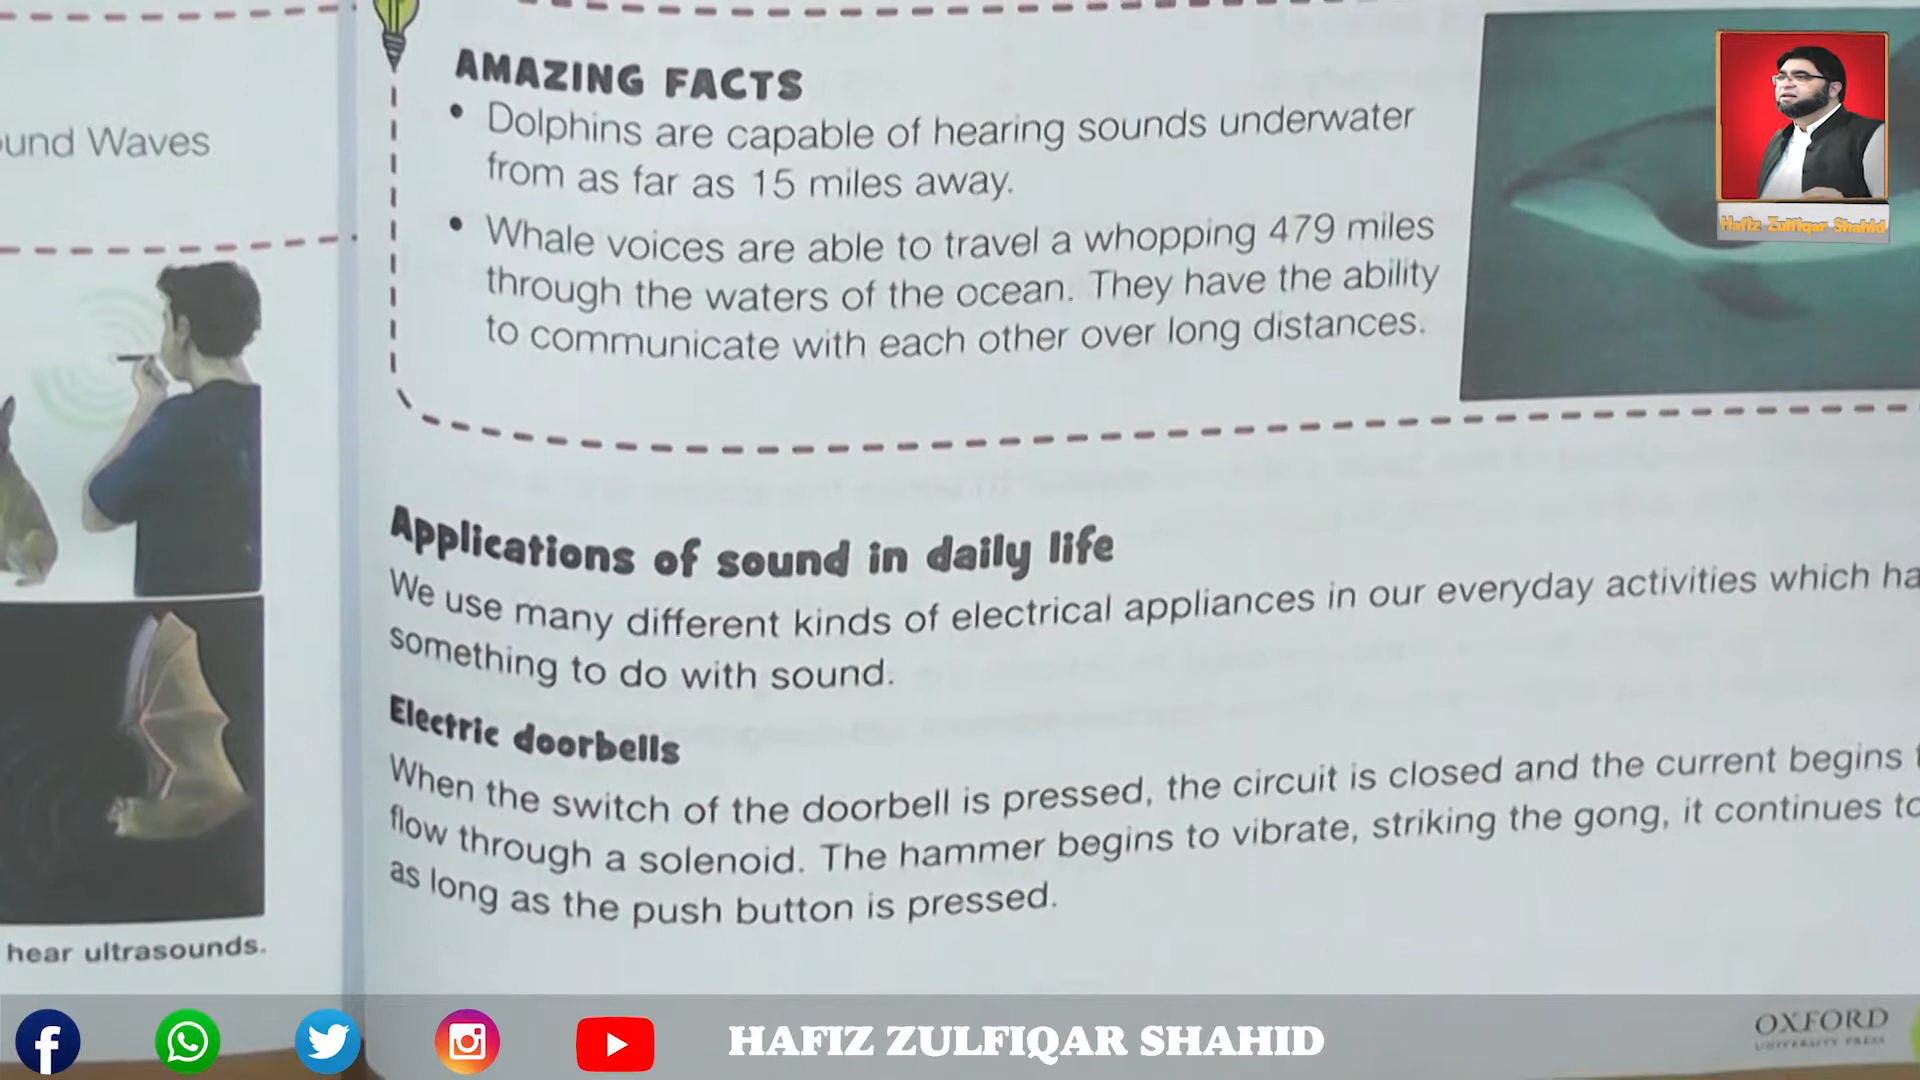 und Waves
hear ultrasounds.
AMAZING FACTS
• Dolphins are capable of hearing sounds underwater
from as far as 15 miles away.
• Whale voices are able to travel a whopping 479 miles
through the waters of the ocean. They have the ability
to communicate with each other over long distances.
Applications of sound in daily life
We use many different kinds of electrical appliances in our everyday activities which ha
something to do with sound.
Electric doorbells
When the switch of the doorbell is pressed, the circuit is closed and the current begins t
flow through a solenoid. The hammer begins to vibrate, striking the gong, it continues to
as long as the push button is pressed.
Hafiz Zulfiqar Shahid
HAFIZ ZULFIQAR SHAHID
OXFORD
UNIVERSITY PRESS